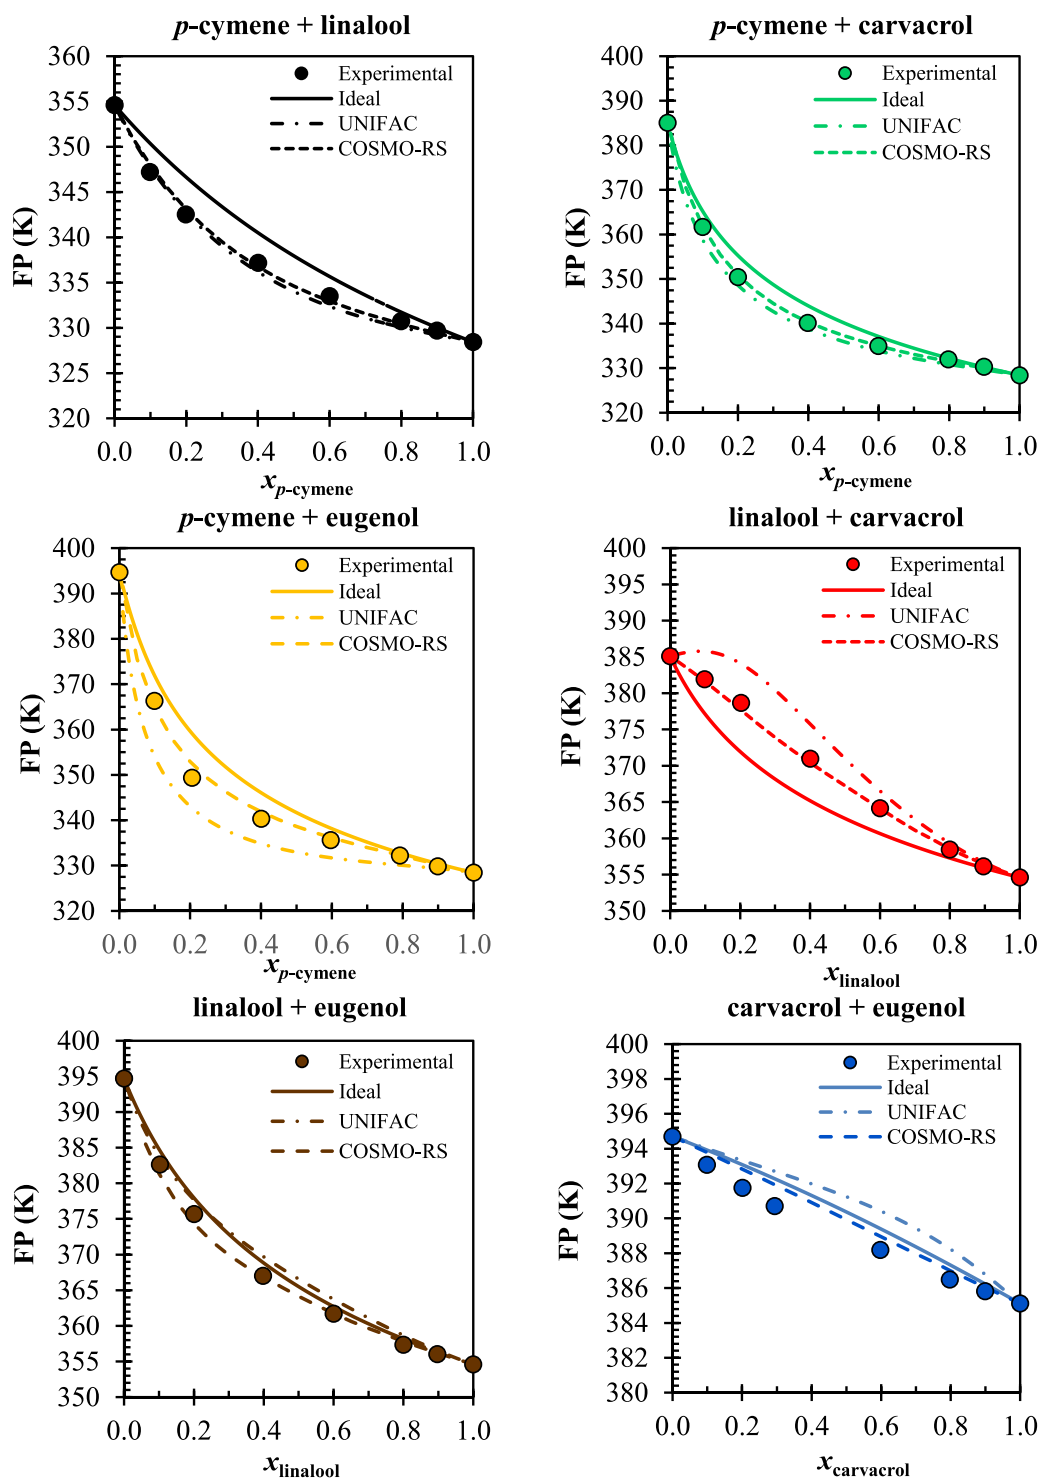 p-cymene + linalool
360
355
350
345
340
335
330
325
320
FP (K)
Experimental
Ideal
UNIFAC
COSMO-RS
0.0 0.2 0.4 0.6 0.8 1.0
xp-cymene
p-cymene + carvacrol
400
390
380
370
360
350
340
330
320
FP (K)
Experimental
Ideal
UNIFAC
COSMO-RS
0.0 0.2 0.4 0.6 0.8 1.0
xp-cymene
p-cymene + eugenol
400
390
380
370
360
350
340
330
320
FP (K)
Experimental
Ideal
UNIFAC
COSMO-RS
0.0 0.2 0.4 0.6 0.8 1.0
xp-cymene
linalool + carvacrol
400
395
390
385
380
375
370
365
360
355
350
FP (K)
Experimental
Ideal
UNIFAC
COSMO-RS
0.0 0.2 0.4 0.6 0.8 1.0
xlinalool
linalool + eugenol
400
395
390
385
380
375
370
365
360
355
350
FP (K)
Experimental
Ideal
UNIFAC
COSMO-RS
0.0 0.2 0.4 0.6 0.8 1.0
xlinalool
carvacrol + eugenol
400
398
396
394
392
390
388
386
384
382
380
FP (K)
Experimental
Ideal
UNIFAC
COSMO-RS
0.0 0.2 0.4 0.6 0.8 1.0
xcarvacrol